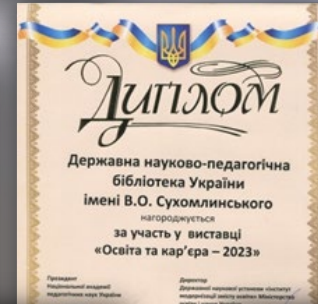 Диплом
Державна науково-педагогічна
бібліотека України
імені В.О. Сухомлинського
нагороджується
за участь у виставці
«Освіта та кар’єра – 2023»
Президент
Національної академії
педагогічних наук України
Директор
Державної наукової установи «Інститут
модернізації змісту освіти» Міністерства